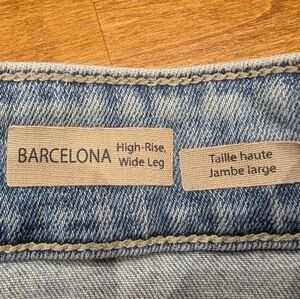 BARCELONA
High-Rise,
Wide Leg
Taille haute
Jambe large